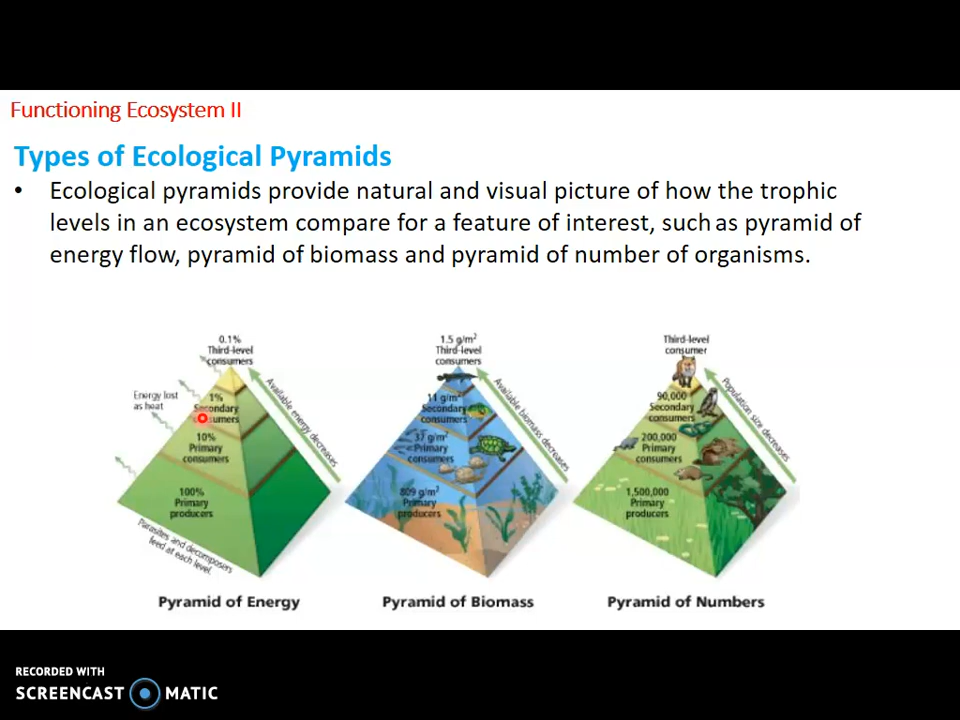 Functioning Ecosystem II
Types of Ecological Pyramids
• Ecological pyramids provide natural and visual picture of how the trophic
levels in an ecosystem compare for a feature of interest, such as pyramid of
energy flow, pyramid of biomass and pyramid of number of organisms.
0.1%
Third-level
consumers
Energy lost
as heat
1%
Secondary
consumers
10%
Primary
consumers
100%
Primary
producers
Available energy decreases
Parasites and decomposers
feed at each level.
Pyramid of Energy
1.5 g/m²
Third-level
consumers
11 g/m²
Secondary
consumers
37 g/m²
Primary
consumers
809 g/m²
Primary
producers
Available biomass decreases
Pyramid of Biomass
Third-level
consumer
90,000
Secondary
consumers
200,000
Primary
consumers
1,500,000
Primary
producers
Population size decreases
Pyramid of Numbers
RECORDED WITH
SCREENCAST MATIC